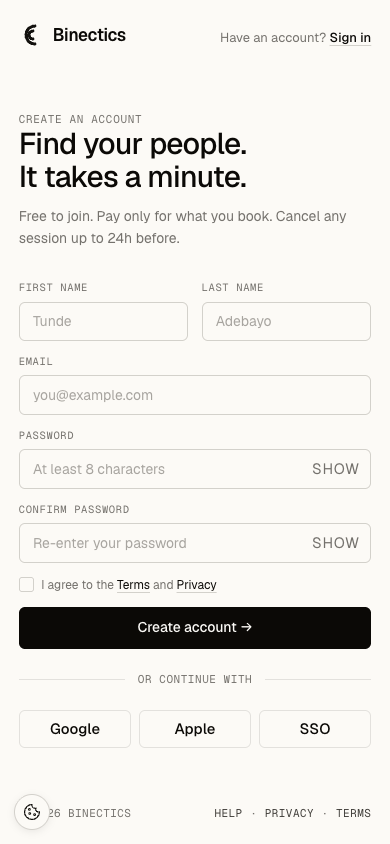 Binectics
Have an account? Sign in
CREATE AN ACCOUNT
Find your people.
It takes a minute.
Free to join. Pay only for what you book. Cancel any
session up to 24h before.
FIRST NAME LAST NAME
Tunde Adebayo
EMAIL
you@example.com
PASSWORD
At least 8 characters SHOW
CONFIRM PASSWORD
Re-enter your password SHOW
I agree to the Terms and Privacy
Create account →
OR CONTINUE WITH
Google Apple SSO
26 BINECTICS HELP · PRIVACY · TERMS